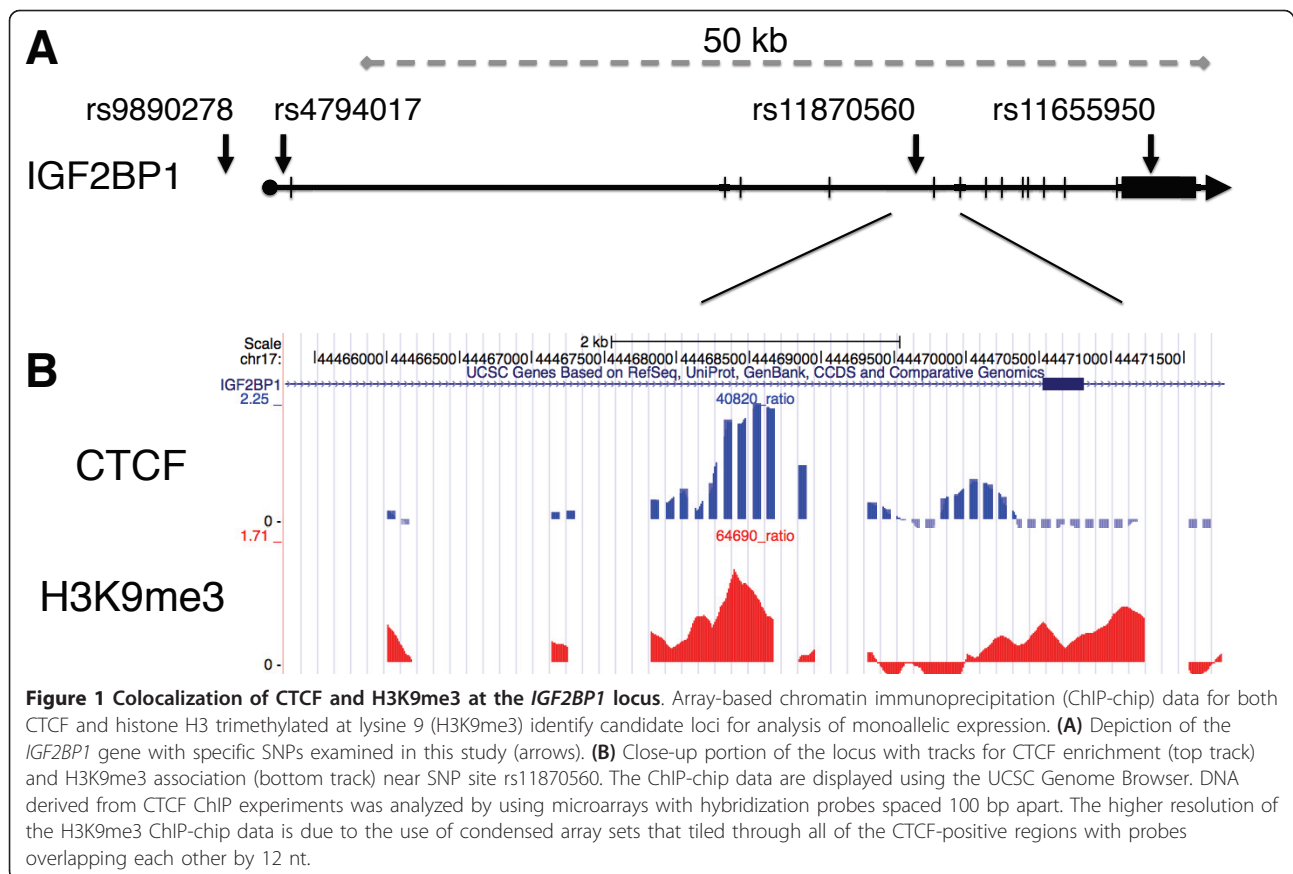 A
50 kb
rs9890278 rs4794017 rs11870560 rs11655950
IGF2BP1
B
Scale 2 kb
chr17: 44466000 44466500 44467000 44467500 44468000 44468500 44469000 44469500 44470000 44470500 44471000 44471500
UCSC Genes Based on RefSeq, UniProt, GenBank, CCDS and Comparative Genomics
IGF2BP1
2.25 _ 40820_ratio
CTCF
0 -
1.71 _ 64690_ratio
H3K9me3
0 -
Figure 1 Colocalization of CTCF and H3K9me3 at the IGF2BP1 locus. Array-based chromatin immunoprecipitation (ChIP-chip) data for both
CTCF and histone H3 trimethylated at lysine 9 (H3K9me3) identify candidate loci for analysis of monoallelic expression. (A) Depiction of the
IGF2BP1 gene with specific SNPs examined in this study (arrows). (B) Close-up portion of the locus with tracks for CTCF enrichment (top track)
and H3K9me3 association (bottom track) near SNP site rs11870560. The ChIP-chip data are displayed using the UCSC Genome Browser. DNA
derived from CTCF ChIP experiments was analyzed by using microarrays with hybridization probes spaced 100 bp apart. The higher resolution of
the H3K9me3 ChIP-chip data is due to the use of condensed array sets that tiled through all of the CTCF-positive regions with probes
overlapping each other by 12 nt.